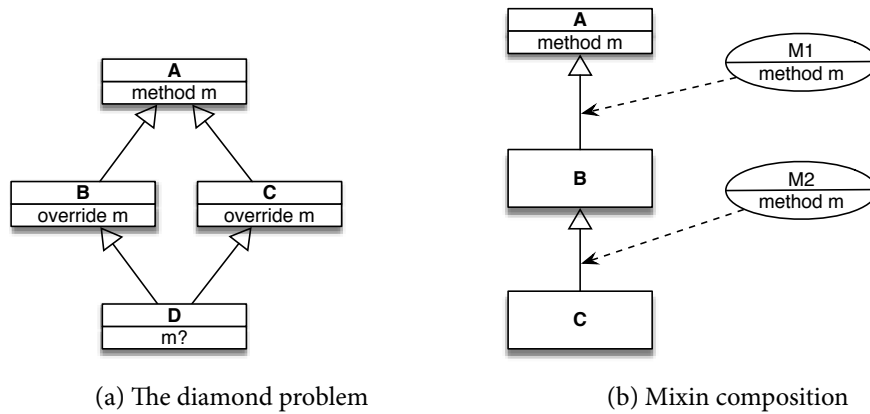 A
method m
B
override m
C
override m
D
m?
(a) The diamond problem
A
method m
M1
method m
B
M2
method m
C
(b) Mixin composition